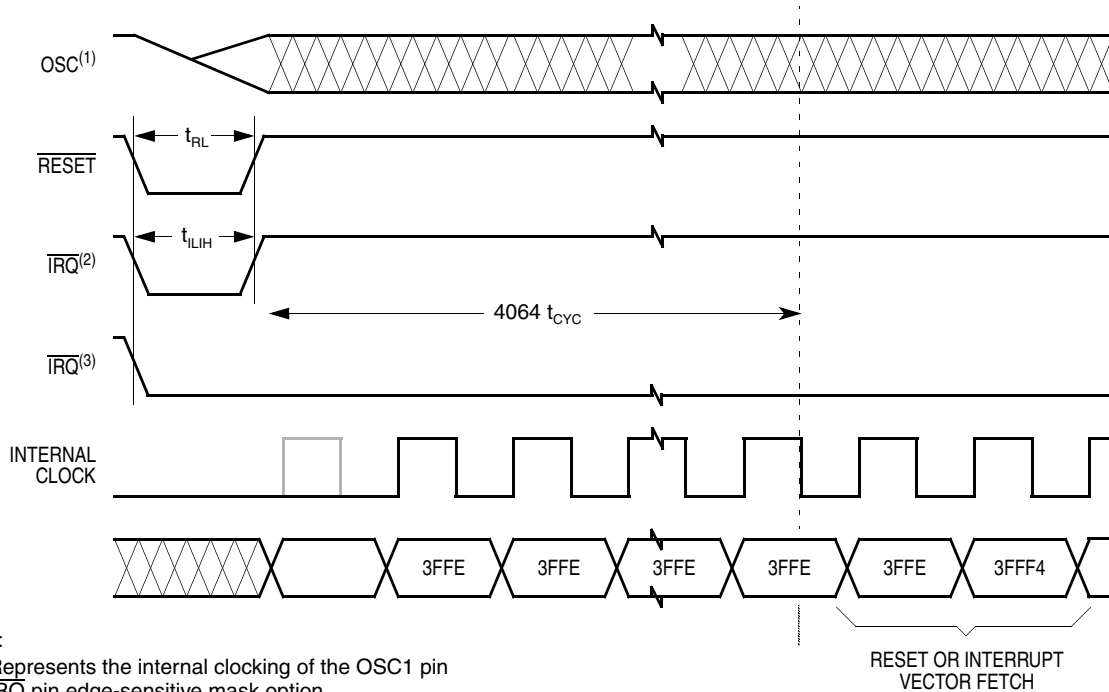 OSC(1)
tRL
RESET
tILIH
IRQ(2)
4064 tCYC
IRQ(3)
INTERNAL
CLOCK
3FFE 3FFE 3FFE 3FFE 3FFE 3FFF4
RESET OR INTERRUPT
VECTOR FETCH
:
Represents the internal clocking of the OSC1 pin
pin edge-sensitive mask option